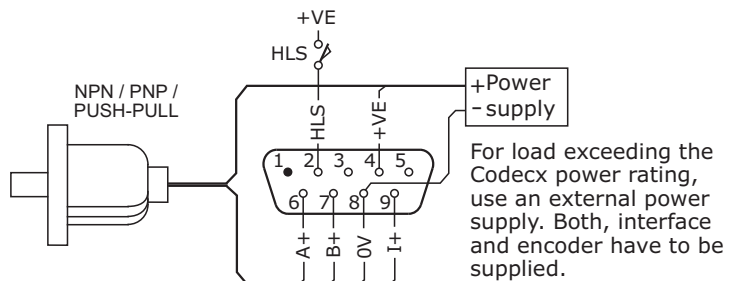 +VE
HLS
NPN / PNP /
PUSH-PULL
+Power
- supply
HLS
+VE
1 2 3 4 5
6 7 8 9
A+
B+
0V
I+
For load exceeding the
Codecx power rating,
use an external power
supply. Both, interface
and encoder have to be
supplied.